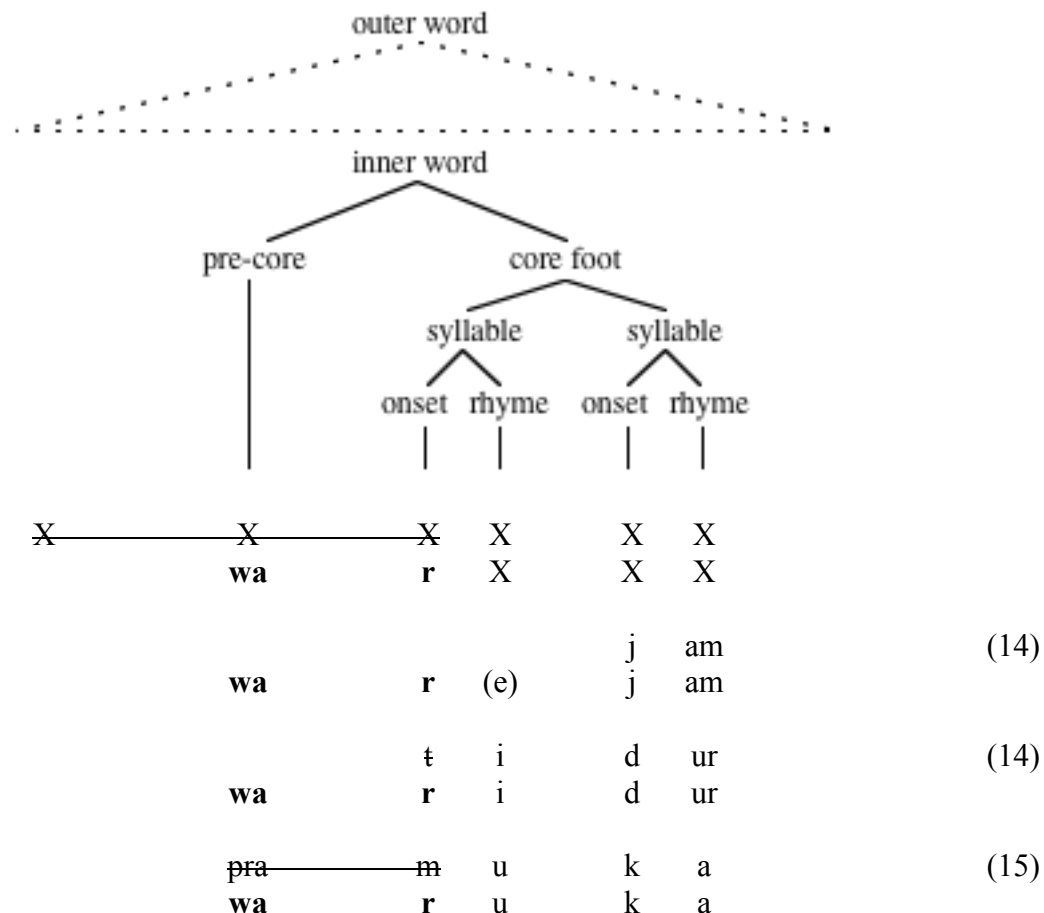 outer word
inner word
pre-core core foot
syllable syllable
onset rhyme onset rhyme
X X X X X X
wa r X X X
j am (14)
wa r (e) j am
t i d ur (14)
wa r i d ur
pra m u k a (15)
wa r u k a